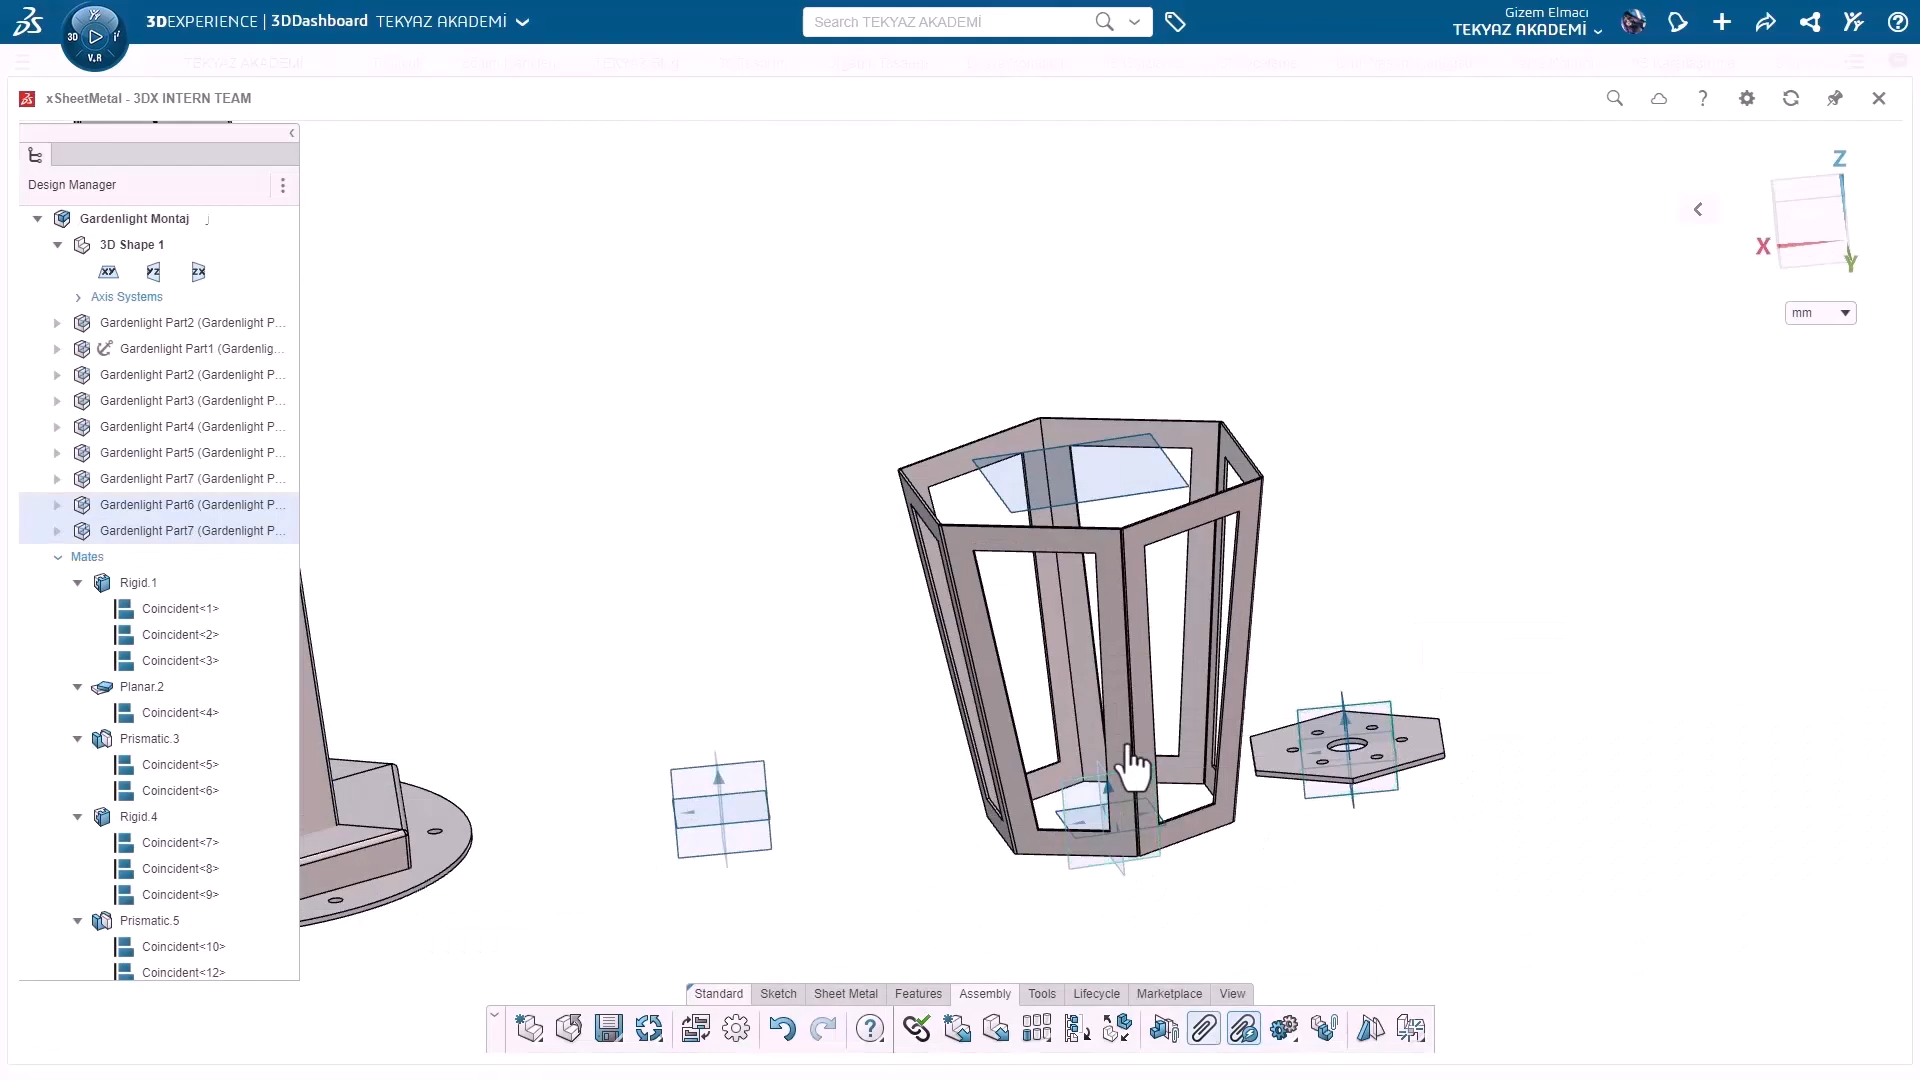 3DEXPERIENCE | 3DDashboard TEKYAZ AKADEMİ
3D
V.R
Search TEKYAZ AKADEMİ
Gizem Elmacı
TEKYAZ AKADEMİ
TEKYAZ AKADEMİ
xSheetMetal - 3DX INTERN TEAM
Design Manager
Gardenlight Montaj
3D Shape 1
XY YZ ZX
Axis Systems
Gardenlight Part2 (Gardenlight P...
Gardenlight Part1 (Gardenlig...
Gardenlight Part2 (Gardenlight P...
Gardenlight Part3 (Gardenlight P...
Gardenlight Part4 (Gardenlight P...
Gardenlight Part5 (Gardenlight P...
Gardenlight Part7 (Gardenlight P...
Gardenlight Part6 (Gardenlight P...
Gardenlight Part7 (Gardenlight P...
Mates
Rigid.1
Coincident<1>
Coincident<2>
Coincident<3>
Planar.2
Coincident<4>
Prismatic.3
Coincident<5>
Coincident<6>
Rigid.4
Coincident<7>
Coincident<8>
Coincident<9>
Prismatic.5
Coincident<10>
Coincident<12>
Z
X
Y
mm
Standard Sketch Sheet Metal Features Assembly Tools Lifecycle Marketplace View